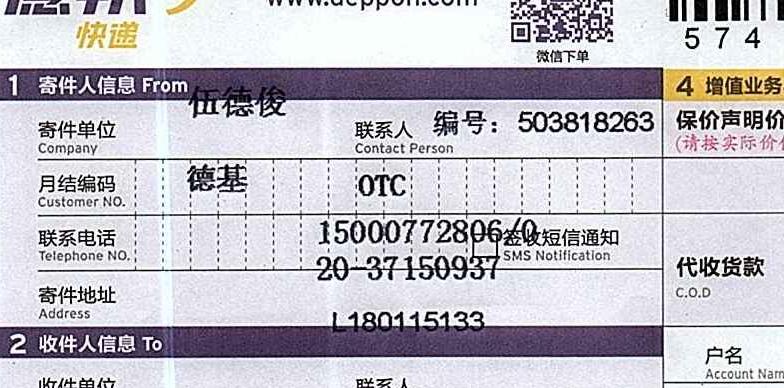 www.deppon.com
快递
微信下单
574
1 寄件人信息 From
伍德俊
4 增值业务
寄件单位
Company
联系人
Contact Person
编号: 503818263
保价声明价
(请按实际价
月结编码
Customer NO.
德基
OTC
联系电话
Telephone NO.
15000772806/0
签收短信通知
SMS Notification
20-37150937
代收货款
C.O.D
寄件地址
Address
L180115133
2 收件人信息 To
户名
Account Nam
收件单位
联系人